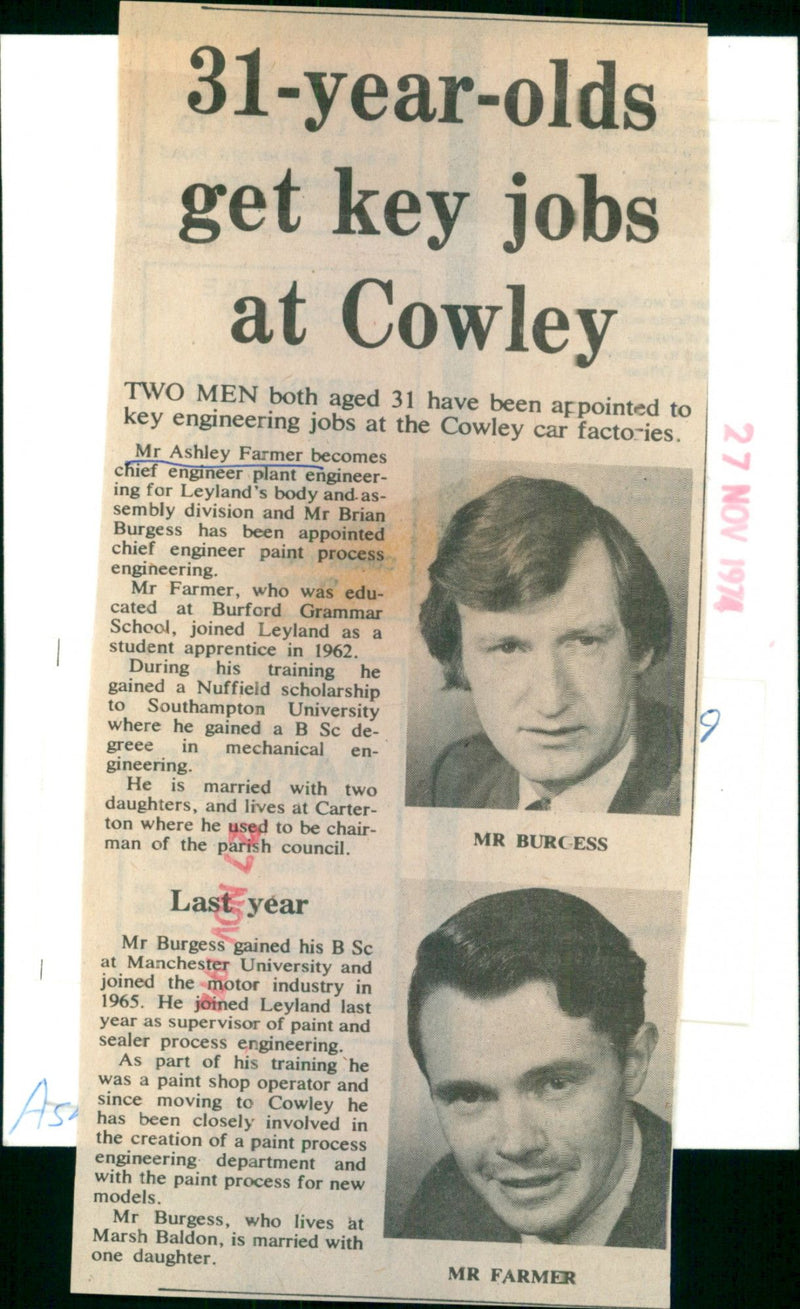 31-year-olds
get key jobs
at Cowley
TWO MEN both aged 31 have been appointed to
key engineering jobs at the Cowley car factories.
Mr Ashley Farmer becomes
chief engineer plant engineer-
ing for Leyland's body and as-
sembly division and Mr Brian
Burgess has been appointed
chief engineer paint process
engineering.
Mr Farmer, who was edu-
cated at Burford Grammar
School, joined Leyland as a
student apprentice in 1962.
During his training he
gained a Nuffield scholarship
to Southampton University
where he gained a B Sc de-
greee in mechanical en-
gineering.
He is married with two
daughters, and lives at Carter-
ton where he used to be chair-
man of the parish council.
Last year
Mr Burgess gained his B Sc
at Manchester University and
joined the motor industry in
1965. He joined Leyland last
year as supervisor of paint and
sealer process engineering.
As part of his training he
was a paint shop operator and
since moving to Cowley he
has been closely involved in
the creation of a paint process
engineering department and
with the paint process for new
models.
Mr Burgess, who lives at
Marsh Baldon, is married with
one daughter.
MR BURGESS
MR FARMER
27 NOV 1974
27 NOV 1974